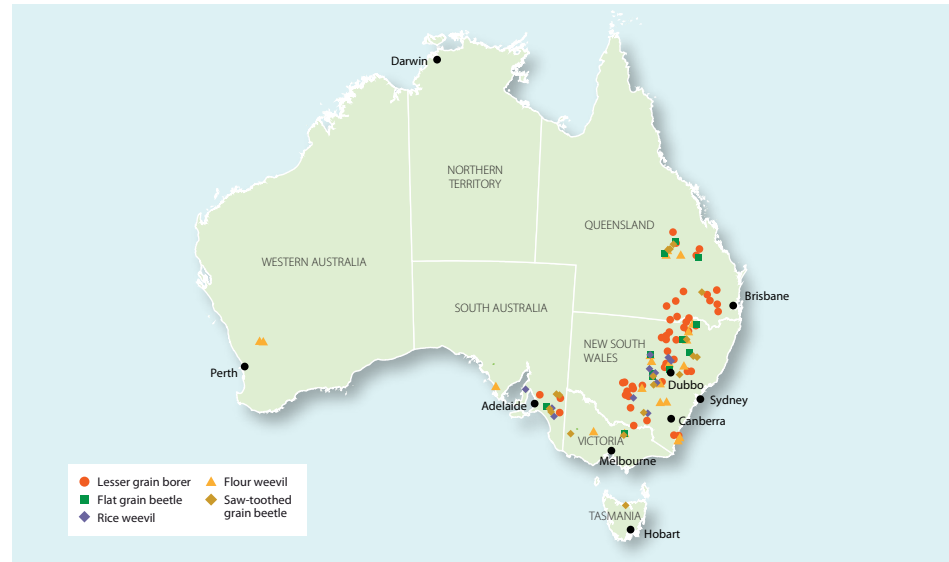 Darwin
NORTHERN
TERRITORY
QUEENSLAND
WESTERN AUSTRALIA
SOUTH AUSTRALIA
Brisbane
NEW SOUTH
WALES
Perth
Dubbo
Adelaide
Sydney
Canberra
VICTORIA
Melbourne
TASMANIA
Hobart
Lesser grain borer
Flat grain beetle
Rice weevil
Flour weevil
Saw-toothed
grain beetle